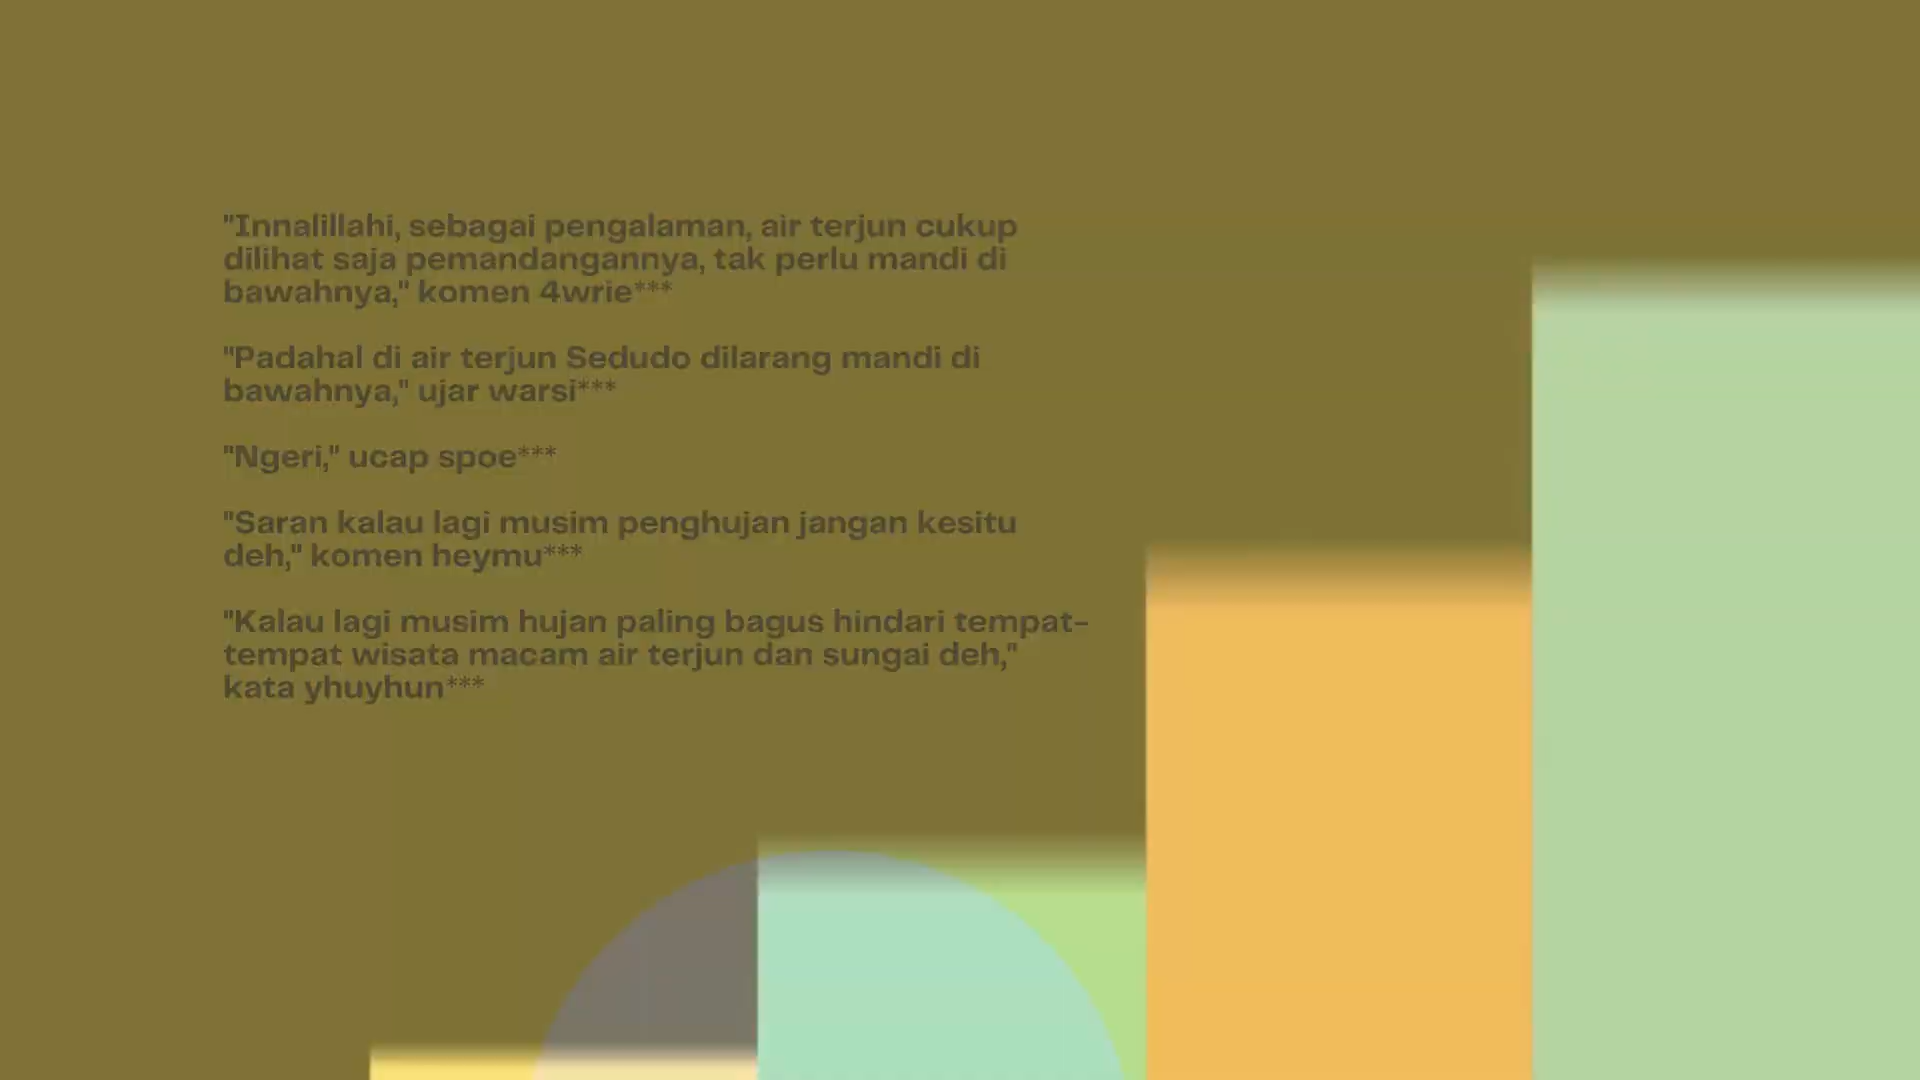 "Innalillahi, sebagai pengalaman, air terjun cukup
dilihat saja pemandangannya, tak perlu mandi di
bawahnya," komen 4wrie***
"Padahal di air terjun Sedudo dilarang mandi di
bawahnya," ujar warsi***
"Ngeri," ucap spoe***
"Saran kalau lagi musim penghujan jangan kesitu
deh," komen heymu***
"Kalau lagi musim hujan paling bagus hindari tempat-
tempat wisata macam air terjun dan sungai deh,"
kata yhuyhun***